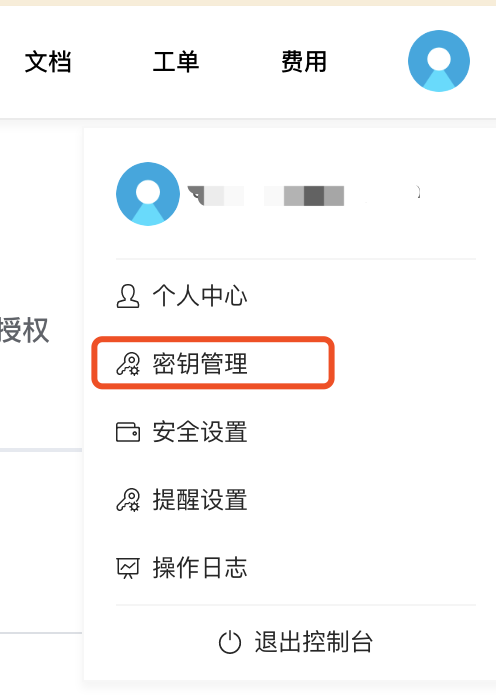 文档 工单 费用
个人中心
授权
密钥管理
安全设置
提醒设置
操作日志
退出控制台